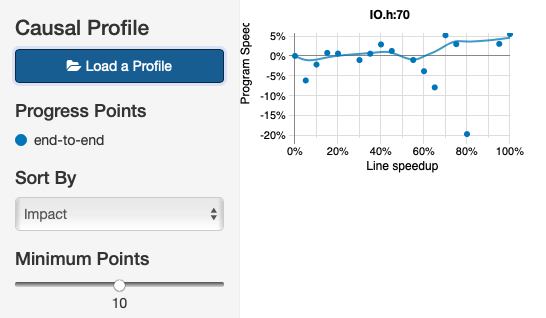 Causal Profile
Load a Profile
Progress Points
end-to-end
Sort By
Impact
Minimum Points
10
IO.h:70
Program Speed
5%
0%
-5%
-10%
-15%
-20%
0%
20%
40%
60%
80%
100%
Line speedup